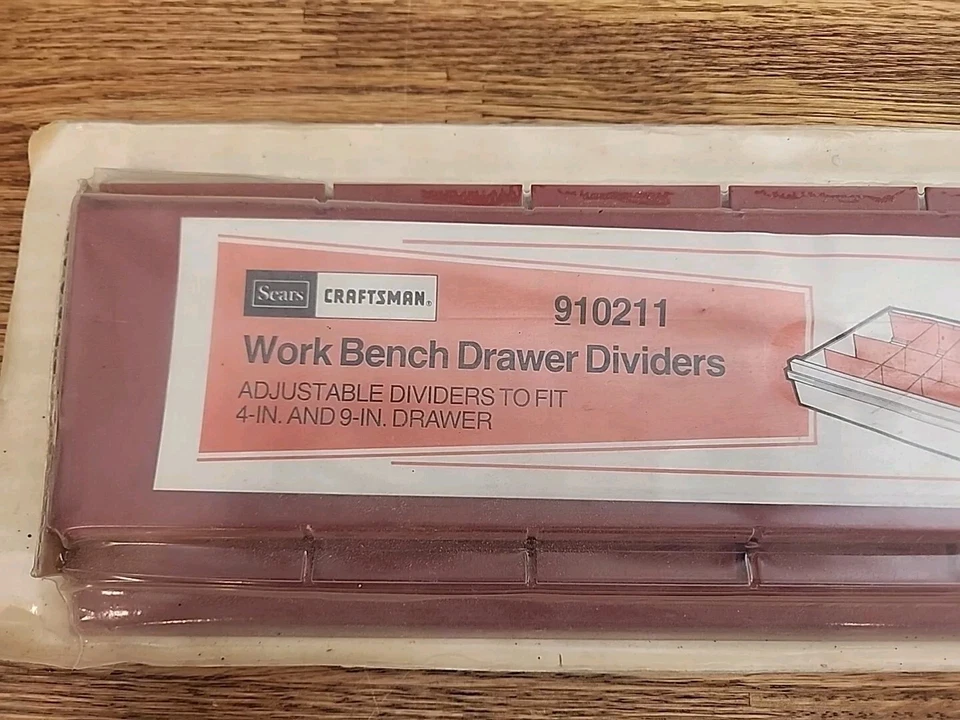 Sears CRAFTSMAN®
910211
Work Bench Drawer Dividers
ADJUSTABLE DIVIDERS TO FIT
4-IN. AND 9-IN. DRAWER